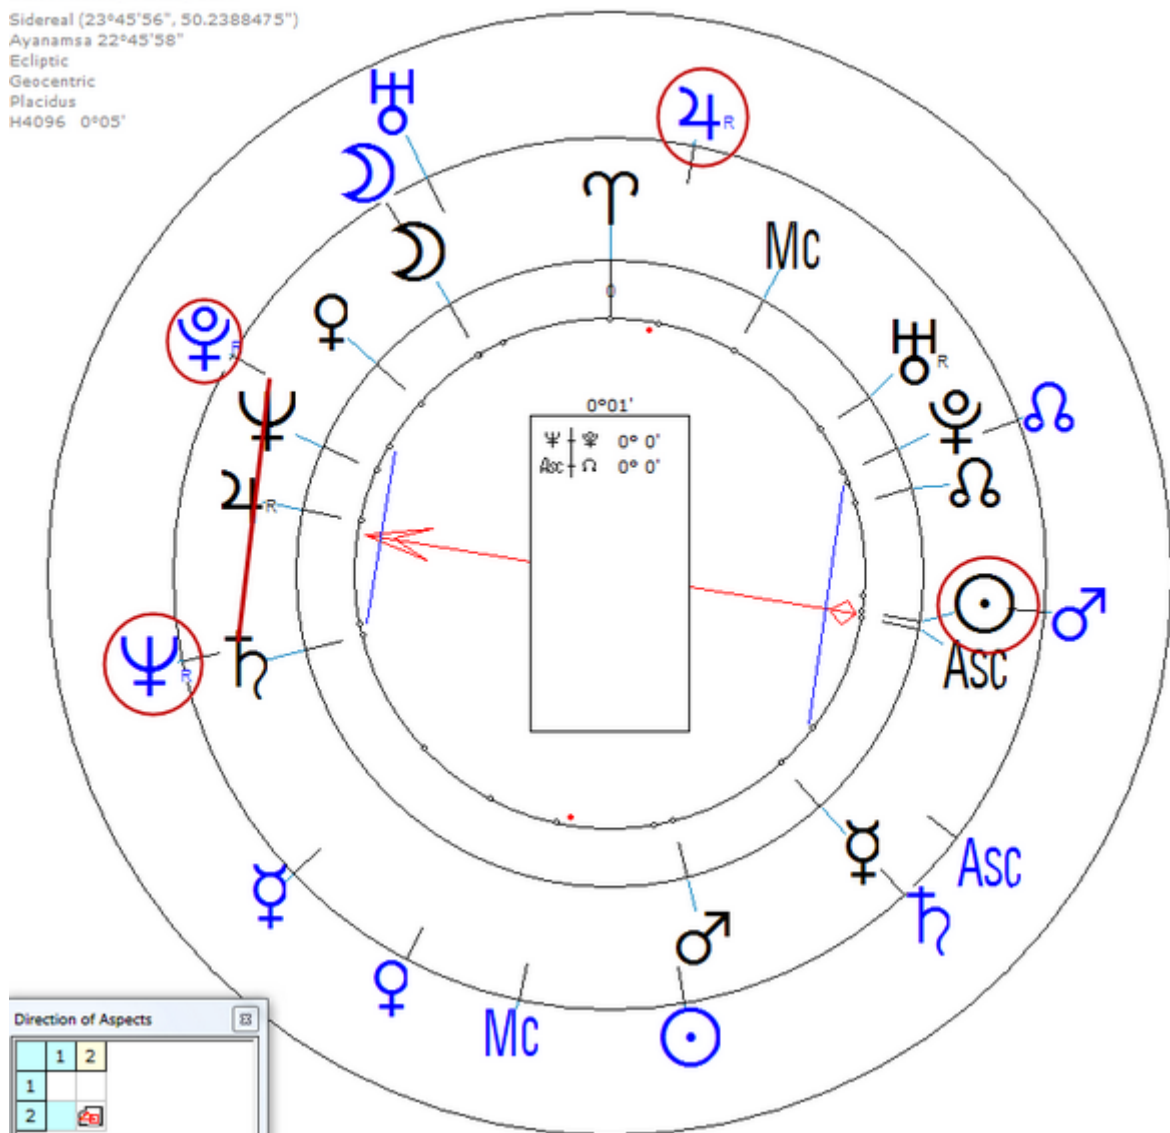 Sidereal (23°45'56", 50.2388475")
Ayanamsa 22°45'58"
Ecliptic
Geocentric
Placidus
H4096 0°05'
♅
♃ R
☽
♈
Mc
☽
0
♇ R
♀
♅ R
0°01'
♆
♇
☊
♆ ♇ 0° 0'
Asc ☊ 0° 0'
♃ R
☊
☉
♂
♆ R
♄
Asc
☿
Asc
☿
♄
♂
♀
Mc
☉
Direction of Aspects
1 2
1
2